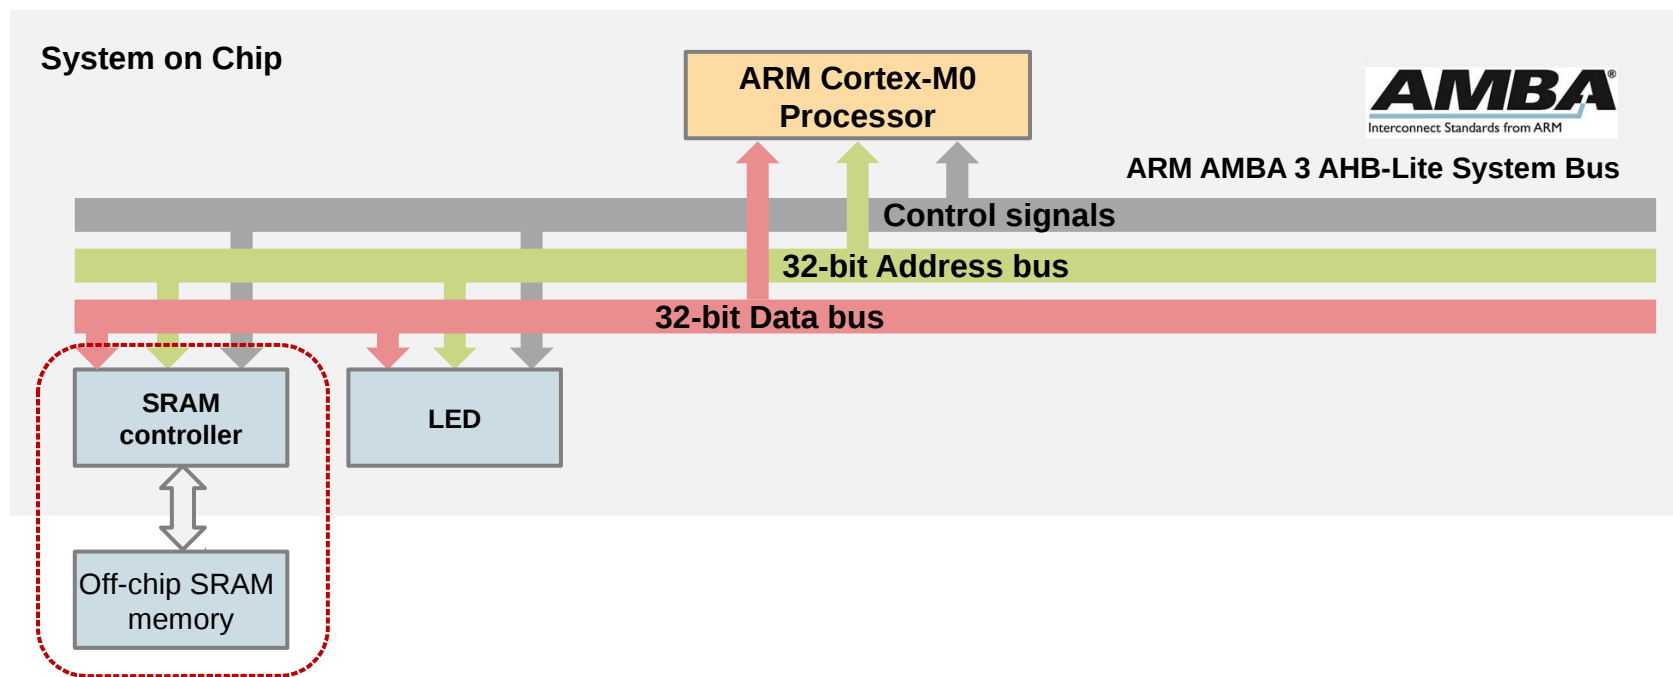 System on Chip
ARM Cortex-M0
Processor
AMBA®
Interconnect Standards from ARM
ARM AMBA 3 AHB-Lite System Bus
Control signals
32-bit Address bus
32-bit Data bus
SRAM
controller
LED
Off-chip SRAM
memory